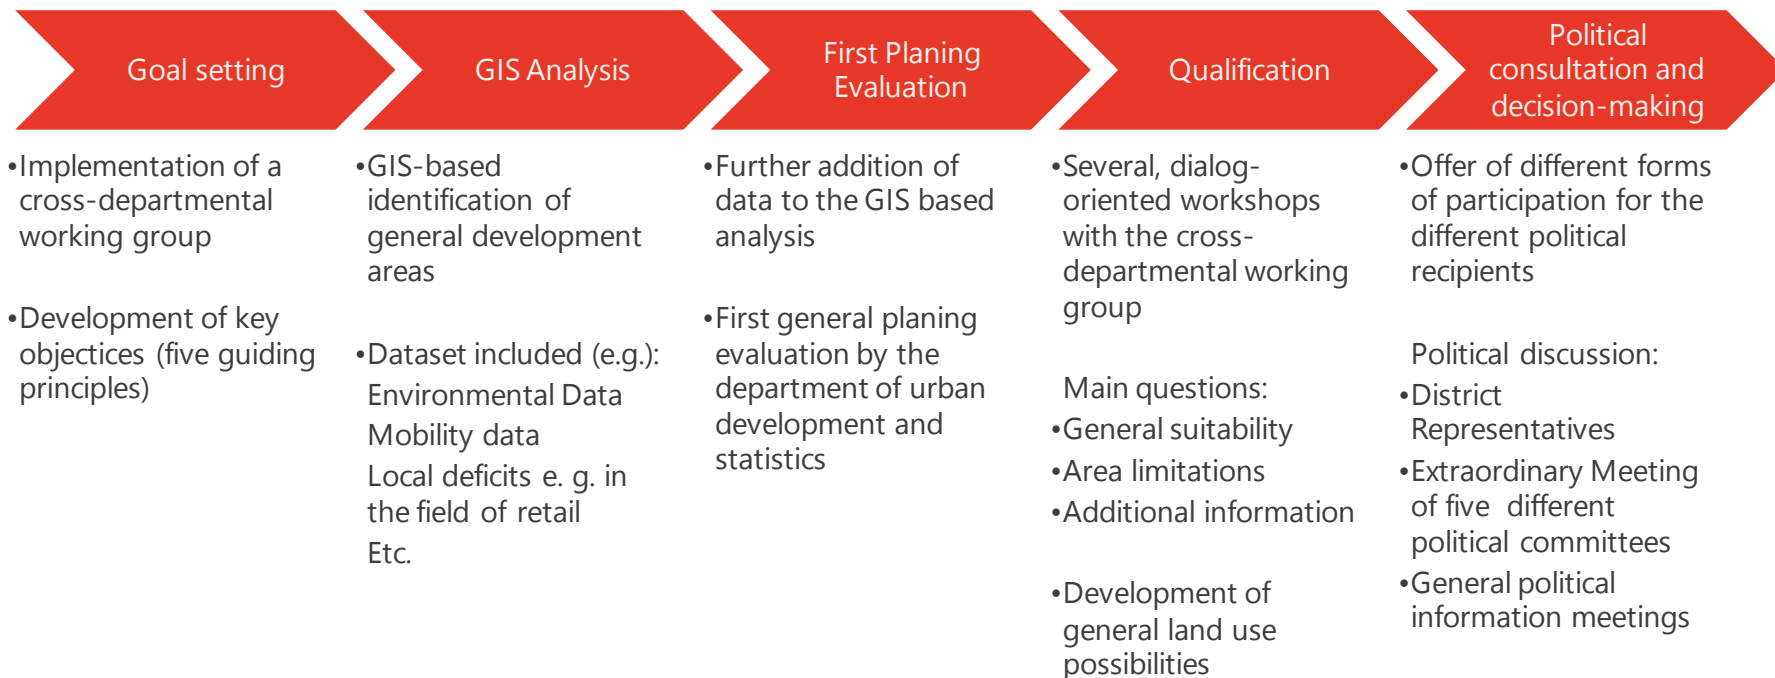 Goal setting
•Implementation of a
cross-departmental
working group
•Development of key
objectices (five guiding
principles)
GIS Analysis
•GIS-based
identification of
general development
areas
•Dataset included (e.g.):
Environmental Data
Mobility data
Local deficits e. g. in
the field of retail
Etc.
First Planing
Evaluation
•Further addition of
data to the GIS based
analysis
•First general planing
evaluation by the
department of urban
development and
statistics
Qualification
•Several, dialog-
oriented workshops
with the cross-
departmental working
group
Main questions:
•General suitability
•Area limitations
•Additional information
•Development of
general land use
possibilities
Political
consultation and
decision-making
•Offer of different forms
of participation for the
different political
recipients
Political discussion:
•District
Representatives
•Extraordinary Meeting
of five different
political committees
•General political
information meetings